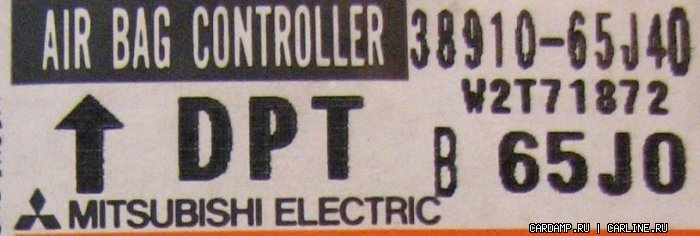 AIR BAG CONTROLLER 38910-65J40
W2T71872
DPT B 65J0
MITSUBISHI ELECTRIC
CARDAMP.RU | CARLINE.RU